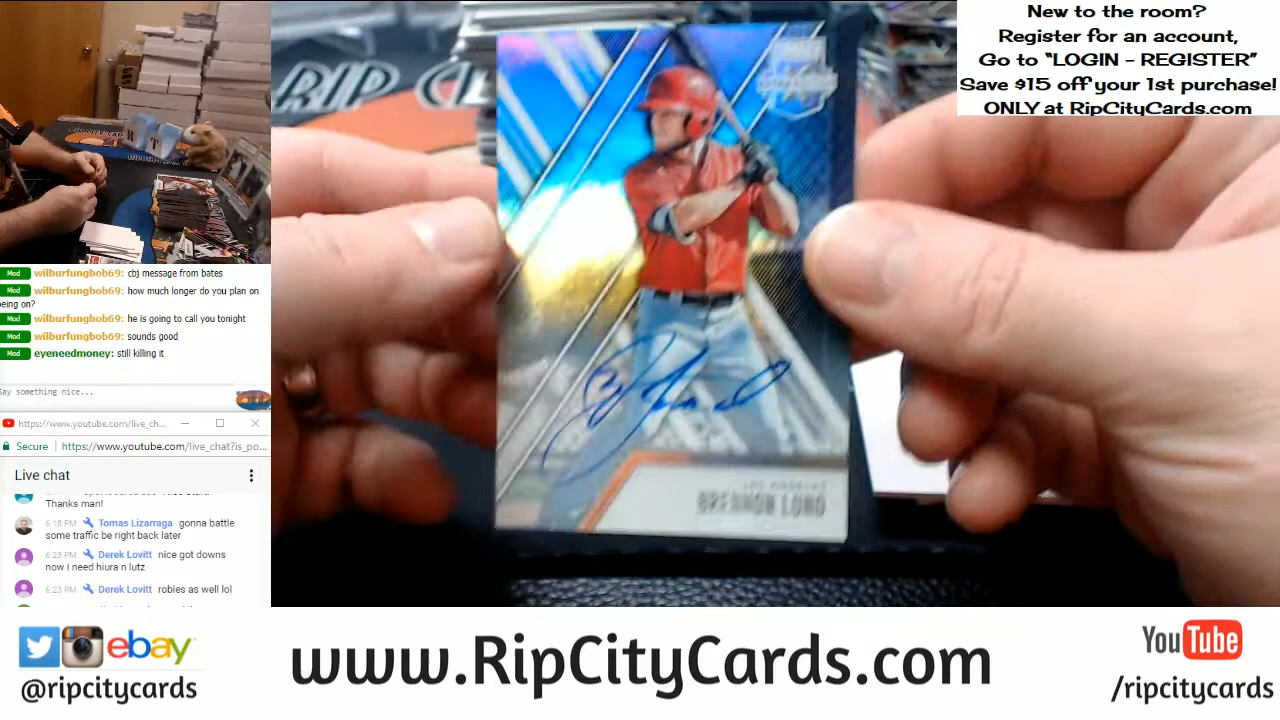 New to the room?
Register for an account,
Go to “LOGIN - REGISTER”
Save $15 off your 1st purchase!
ONLY at RipCityCards.com
RIP
Mod wilburfungbob69: cbj message from bates
Mod wilburfungbob69: how much longer do you plan on
being on?
Mod wilburfungbob69: he is going to call you tonight
Mod wilburfungbob69: sounds good
Mod eyeneedmoney: still killing it
Say something nice...
https://www.youtube.com/live_ch...
Secure https://www.youtube.com/live_chat?is_po...
Live chat
Thanks man!
6:18 PM Tomas Lizarraga gonna battle
some traffic be right back later
6:23 PM Derek Lovitt nice got downs
now I need hiura n lutz
6:23 PM Derek Lovitt robies as well lol
LOS ANGELES
BRENNON LUND
ebay
@ripcitycards
www.RipCityCards.com
YouTube
/ripcitycards